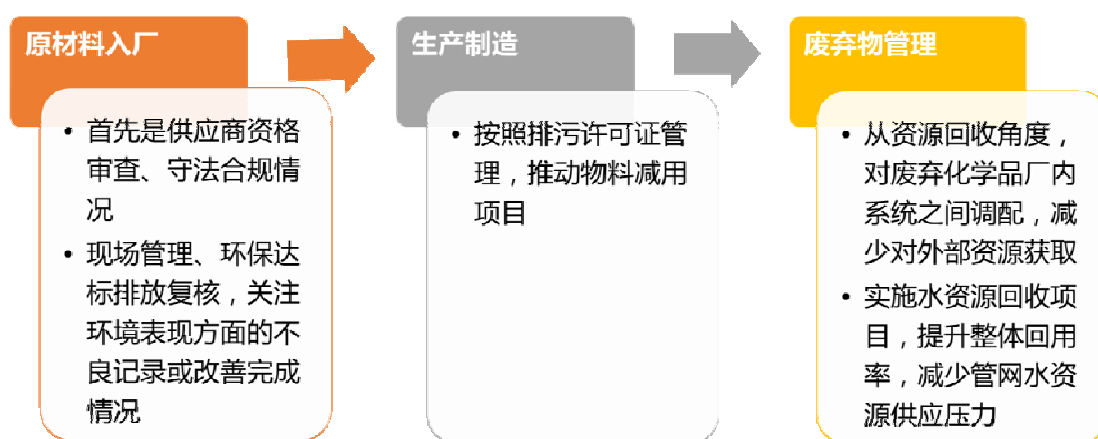 原材料入厂
• 首先是供应商资格
审查、守法合规情
况
• 现场管理、环保达
标排放复核，关注
环境表现方面的不
良记录或改善完成
情况
生产制造
• 按照排污许可证管
理，推动物料减用
项目
废弃物管理
• 从资源回收角度，
对废弃化学品厂内
系统之间调配，减
少对外部资源获取
• 实施水资源回收项
目，提升整体回用
率，减少管网水资
源供应压力